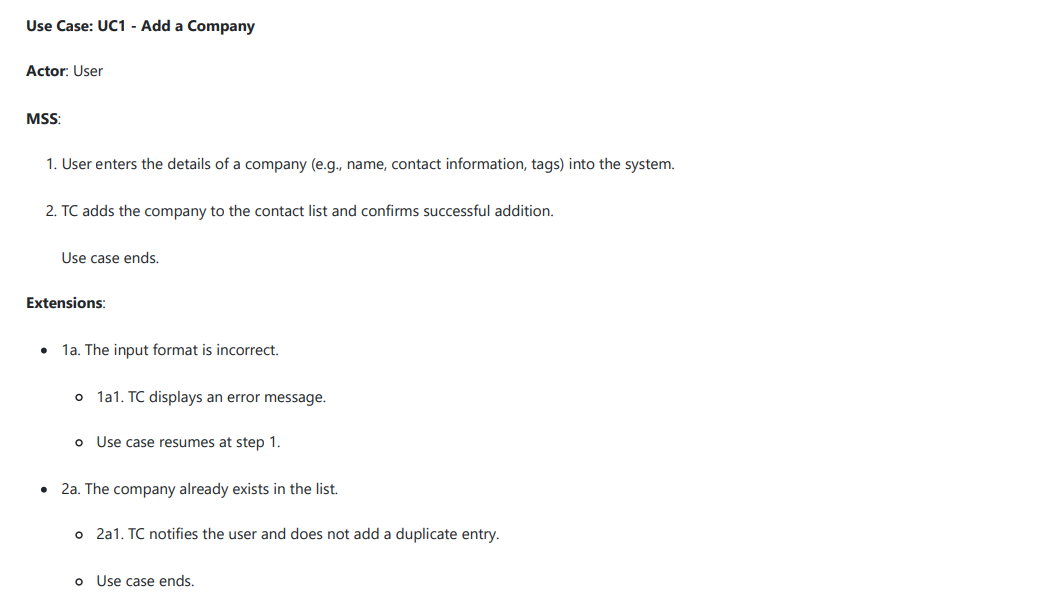 Use Case: UC1 - Add a Company
Actor: User
MSS:
1. User enters the details of a company (e.g., name, contact information, tags) into the system.
2. TC adds the company to the contact list and confirms successful addition.
Use case ends.
Extensions:
• 1a. The input format is incorrect.
○ 1a1. TC displays an error message.
○ Use case resumes at step 1.
• 2a. The company already exists in the list.
○ 2a1. TC notifies the user and does not add a duplicate entry.
○ Use case ends.